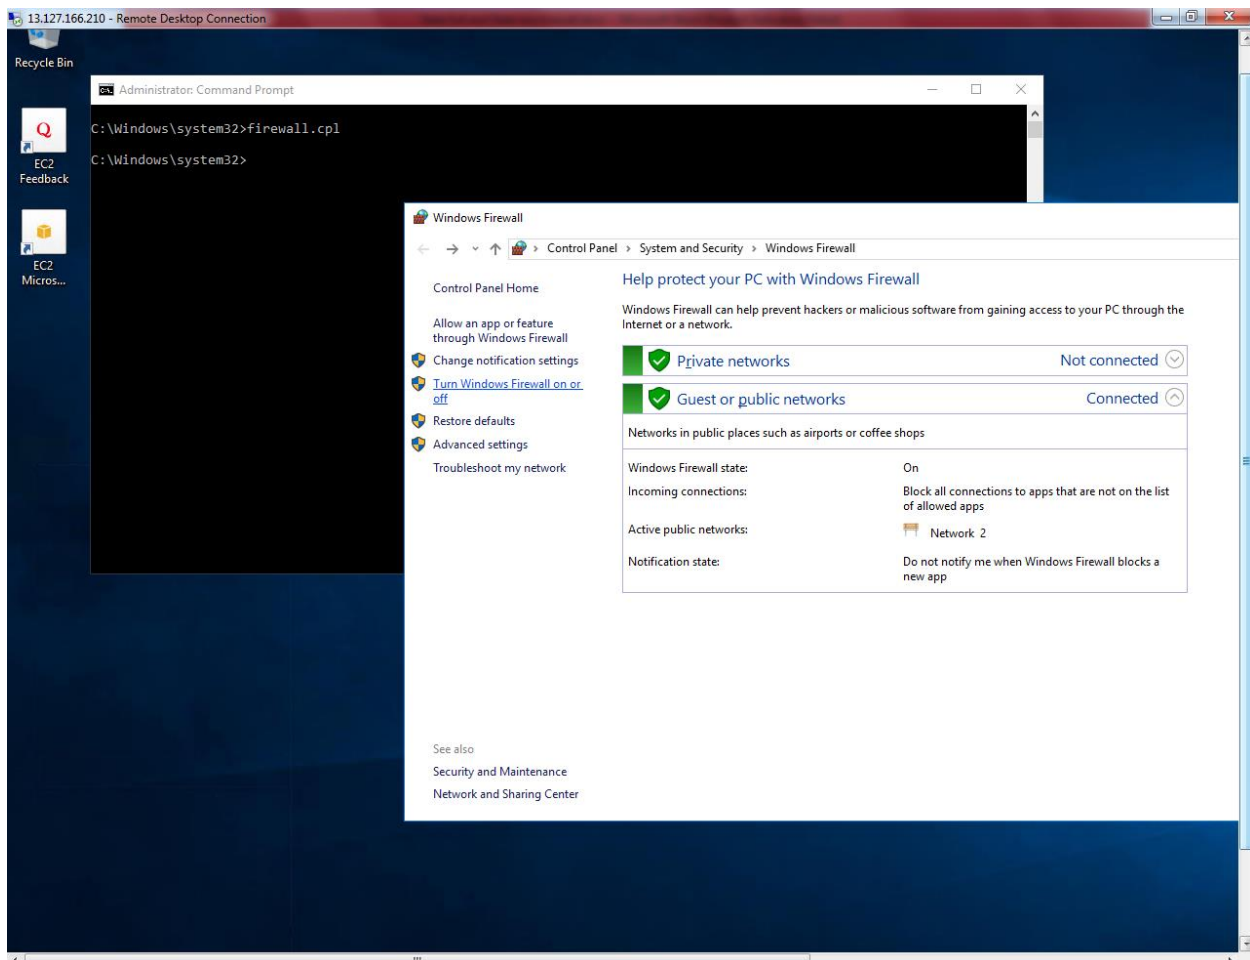 13.127.166.210 - Remote Desktop Connection
Recycle Bin
Administrator: Command Prompt
C:\Windows\system32>firewall.cpl
C:\Windows\system32>
EC2
Feedback
EC2
Micros...
Windows Firewall
Control Panel > System and Security > Windows Firewall
Control Panel Home
Allow an app or feature
through Windows Firewall
Change notification settings
Turn Windows Firewall on or
off
Restore defaults
Advanced settings
Troubleshoot my network
Help protect your PC with Windows Firewall
Windows Firewall can help prevent hackers or malicious software from gaining access to your PC through the
Internet or a network.
Private networks Not connected
Guest or public networks Connected
Networks in public places such as airports or coffee shops
Windows Firewall state: On
Incoming connections: Block all connections to apps that are not on the list
of allowed apps
Active public networks: Network 2
Notification state: Do not notify me when Windows Firewall blocks a
new app
See also
Security and Maintenance
Network and Sharing Center